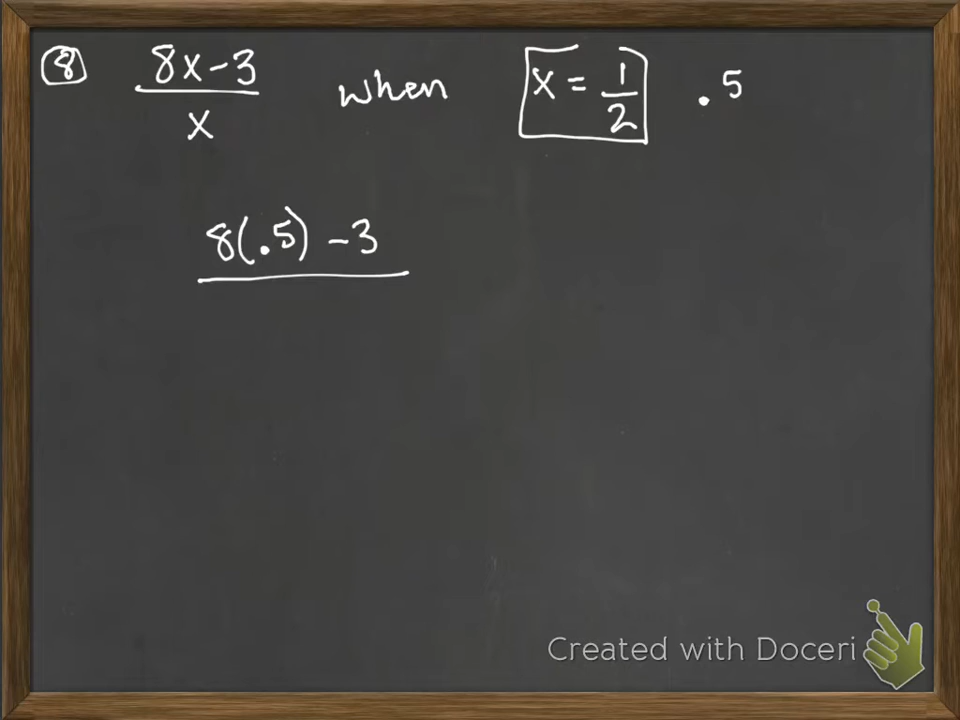 ⑧ 8x-3 / x when x = 1/2 .5
8(.5) -3
Created with Doceri